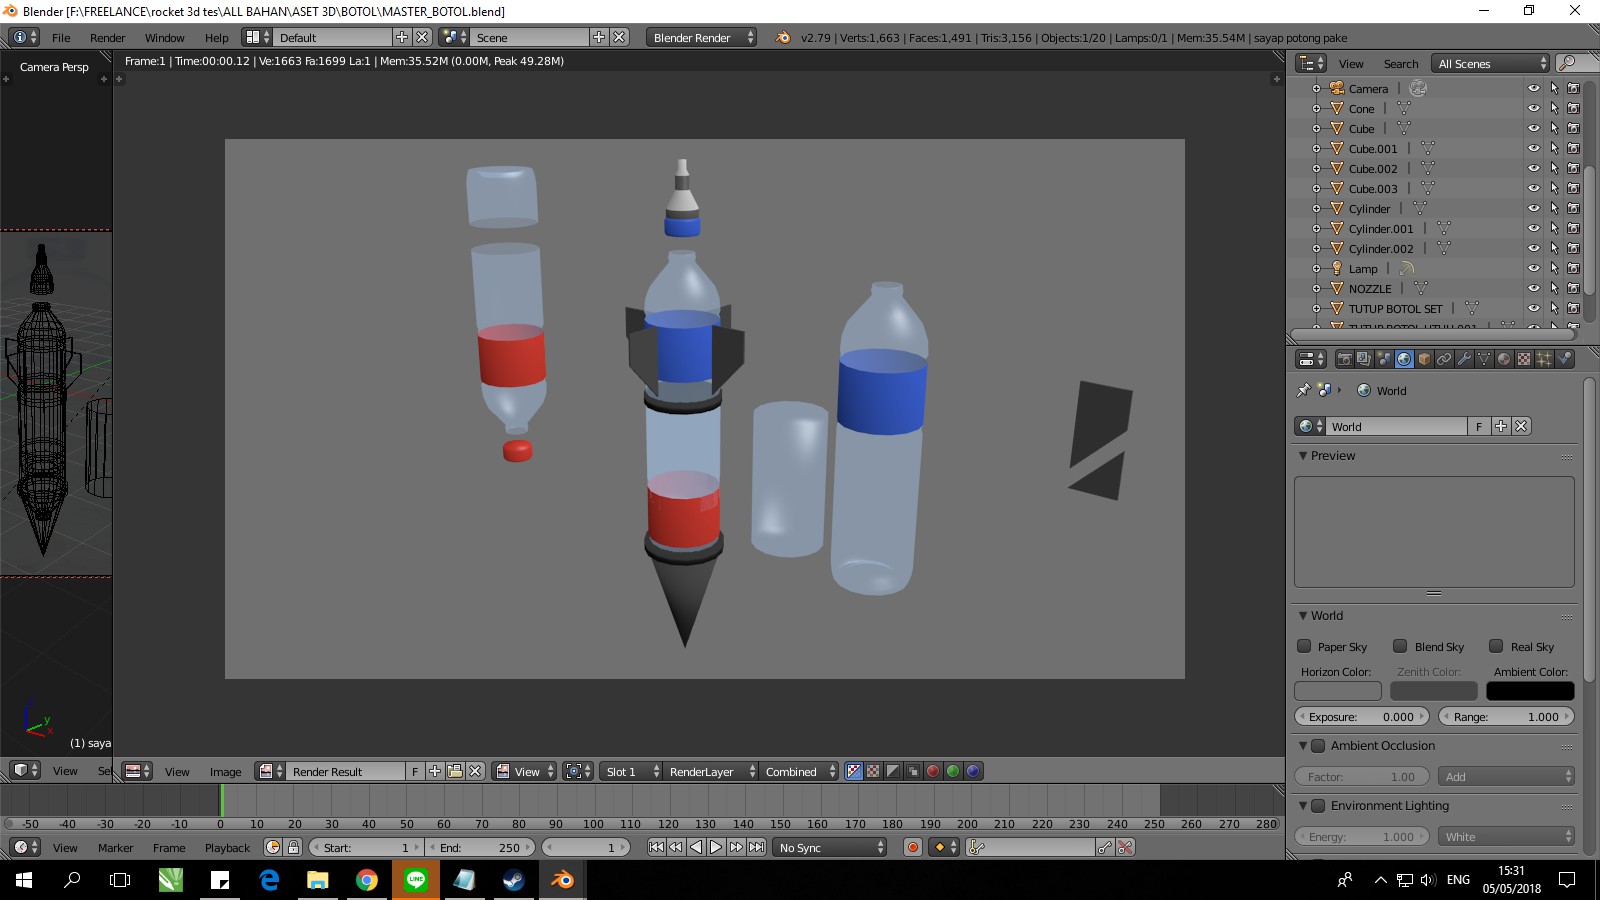 Blender [F:\FREELANCE\rocket 3d tes\ALL BAHAN\ASET 3D\BOTOL\MASTER_BOTOL.blend]
File Render Window Help Default Scene Blender Render v2.79 | Verts:1,663 | Faces:1,491 | Tris:3,156 | Objects:1/20 | Lamps:0/1 | Mem:35.54M | sayap potong pake
Camera Persp
Frame:1 | Time:00:00.12 | Ve:1663 Fa:1699 La:1 | Mem:35.52M (0.00M, Peak 49.28M)
View Search All Scenes
Camera
Cone
Cube
Cube.001
Cube.002
Cube.003
Cylinder
Cylinder.001
Cylinder.002
Lamp
NOZZLE
TUTUP BOTOL SET
TUTUP BOTOL UTUH.001
World
World F
Preview
World
Paper Sky Blend Sky Real Sky
Horizon Color: Zenith Color: Ambient Color:
Exposure: 0.000 Range: 1.000
Ambient Occlusion
Factor: 1.00 Add
Environment Lighting
Energy: 1.000 White
z
y
x
(1) saya
View Sel View Image Render Result F View Slot 1 RenderLayer Combined
-50 -40 -30 -20 -10 0 10 20 30 40 50 60 70 80 90 100 110 120 130 140 150 160 170 180 190 200 210 220 230 240 250 260 270 280
View Marker Frame Playback Start: 1 End: 250 1 No Sync
LINE
ENG
15:31
05/05/2018